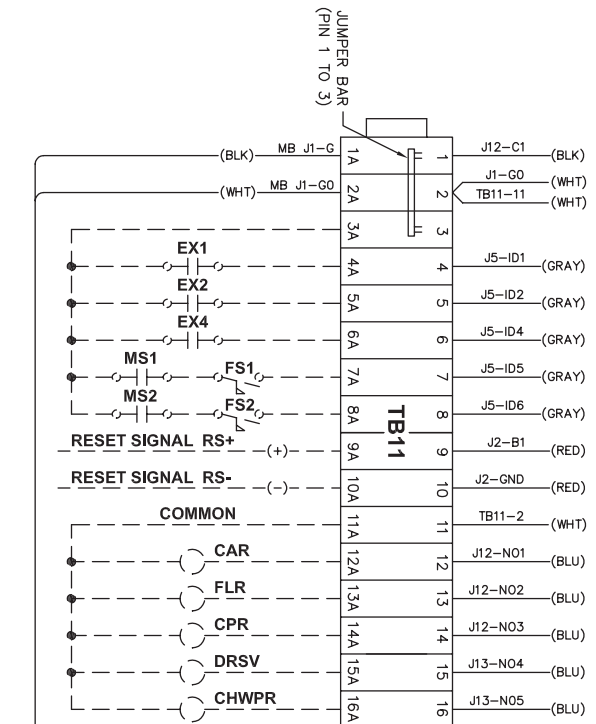 JUMPER BAR
(PIN 1 TO 3)
(BLK) MB J1-G 1A 1 J12-C1 (BLK)
(WHT) MB J1-G0 2A 2 J1-G0 (WHT)
TB11-11 (WHT)
3A 3
EX1 4A 4 J5-ID1 (GRAY)
EX2 5A 5 J5-ID2 (GRAY)
EX4 6A 6 J5-ID4 (GRAY)
MS1 FS1 7A 7 J5-ID5 (GRAY)
MS2 FS2 8A 8 J5-ID6 (GRAY)
TB11
RESET SIGNAL RS+ (+) 9A 9 J2-B1 (RED)
RESET SIGNAL RS- (-) 10A 10 J2-GND (RED)
COMMON 11A 11 TB11-2 (WHT)
CAR 12A 12 J12-NO1 (BLU)
FLR 13A 13 J12-NO2 (BLU)
CPR 14A 14 J12-NO3 (BLU)
DRSV 15A 15 J13-NO4 (BLU)
CHWPR 16A 16 J13-NO5 (BLU)